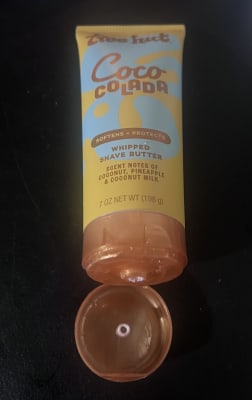 tree hut
Coco
COLADA
SOFTENS + PROTECTS
WHIPPED
SHAVE BUTTER
SCENT NOTES OF
COCONUT, PINEAPPLE
& COCONUT MILK
7 OZ NET WT (198 g)